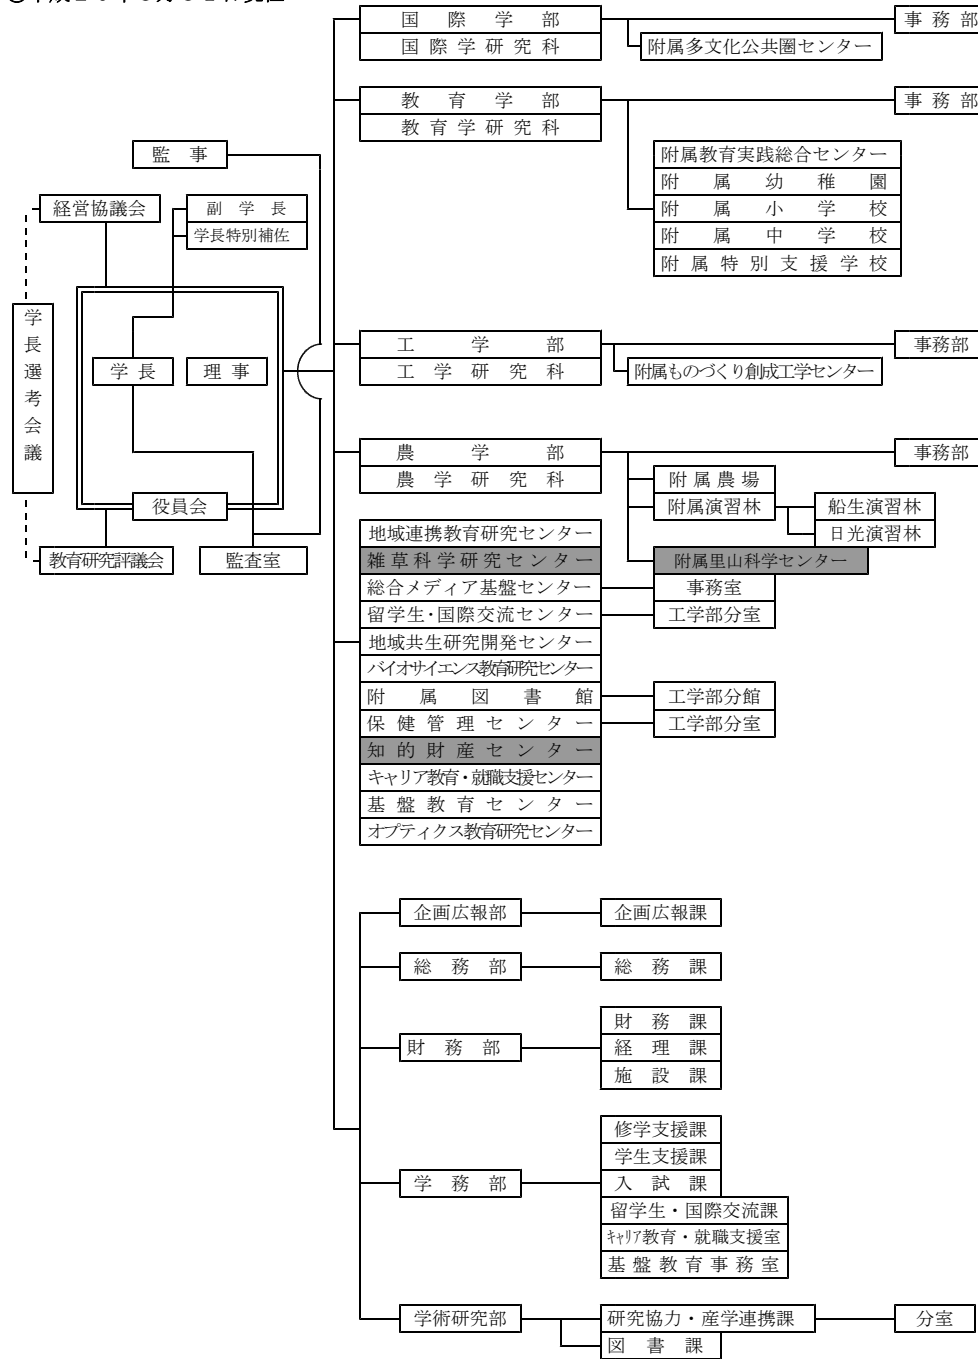 国際学部
事務部
国際学研究科
附属多文化公共圏センター
教育学部
事務部
教育学研究科
監事
附属教育実践総合センター
附属幼稚園
経営協議会
副学長
附属小学校
学長特別補佐
附属中学校
附属特別支援学校
学長選考会議
工学部
事務部
学長
理事
工学研究科
附属ものづくり創成工学センター
農学部
事務部
農学研究科
附属農場
役員会
附属演習林
船生演習林
地域連携教育研究センター
日光演習林
教育研究評議会
監査室
雑草科学研究センター
附属里山科学センター
総合メディア基盤センター
事務室
留学生・国際交流センター
工学部分室
地域共生研究開発センター
バイオサイエンス教育研究センター
附属図書館
工学部分館
保健管理センター
工学部分室
知的財産センター
キャリア教育・就職支援センター
基盤教育センター
オプティクス教育研究センター
企画広報部
企画広報課
総務部
総務課
財務課
財務部
経理課
施設課
修学支援課
学生支援課
学務部
入試課
留学生・国際交流課
ｷｬﾘｱ教育・就職支援室
基盤教育事務室
学術研究部
研究協力・産学連携課
分室
図書課